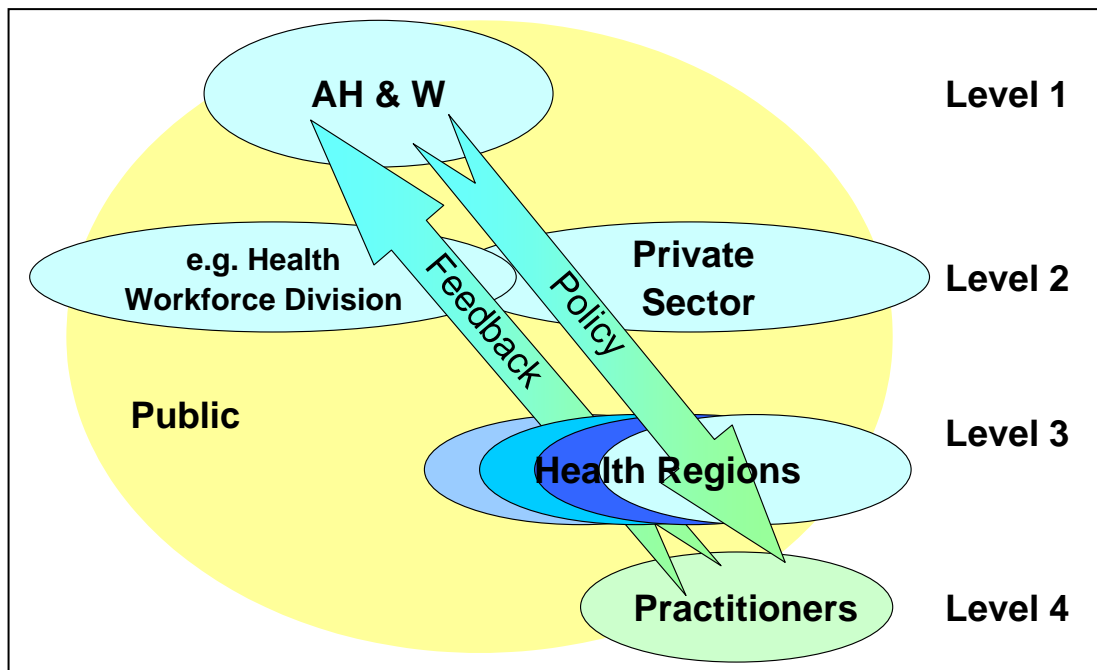 AH & W
Level 1
e.g. Health
Workforce Division
Private
Sector
Level 2
Feedback
Policy
Public
Level 3
Health Regions
Practitioners
Level 4